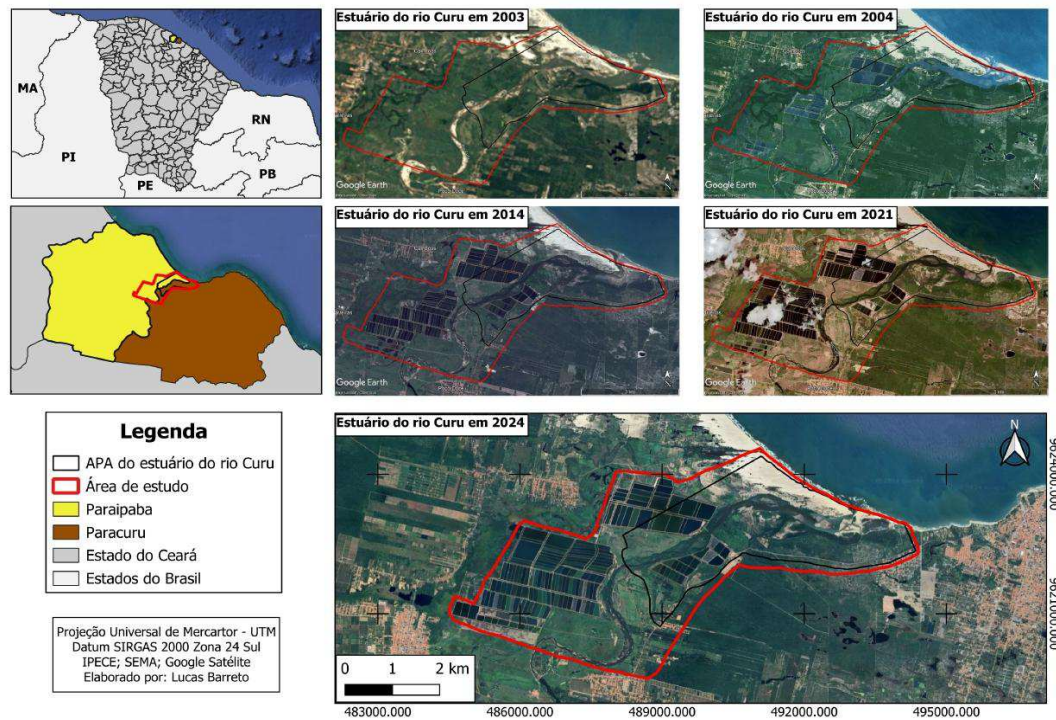 MA
PI
PE
RN
PB
Estuário do rio Curu em 2003
Google Earth
Estuário do rio Curu em 2004
Google Earth
Estuário do rio Curu em 2014
Google Earth
Estuário do rio Curu em 2021
Google Earth
Legenda
APA do estuário do rio Curu
Área de estudo
Paraipaba
Paracuru
Estado do Ceará
Estados do Brasil
Projeção Universal de Mercartor - UTM
Datum SIRGAS 2000 Zona 24 Sul
IPECE; SEMA; Google Satélite
Elaborado por: Lucas Barreto
Estuário do rio Curu em 2024
N
0 1 2 km
9624000.000
9621000.000
483000.000 486000.000 489000.000 492000.000 495000.000